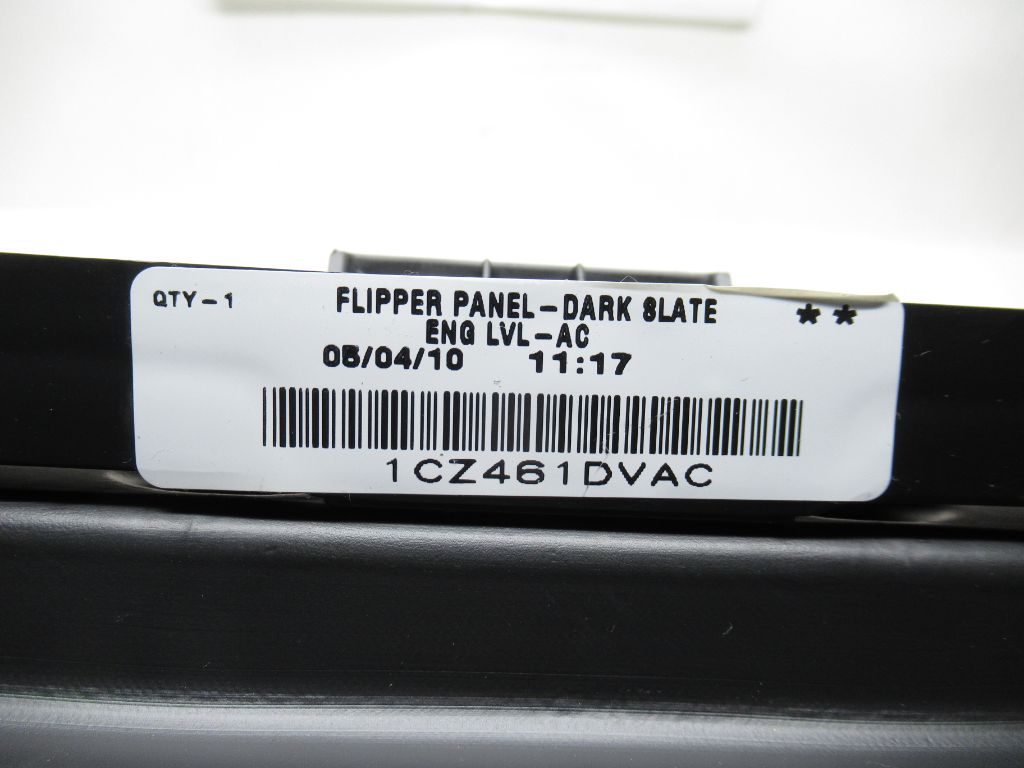 QTY-1
FLIPPER PANEL-DARK SLATE
**
ENG LVL-AC
05/04/10 11:17
1CZ461DVAC